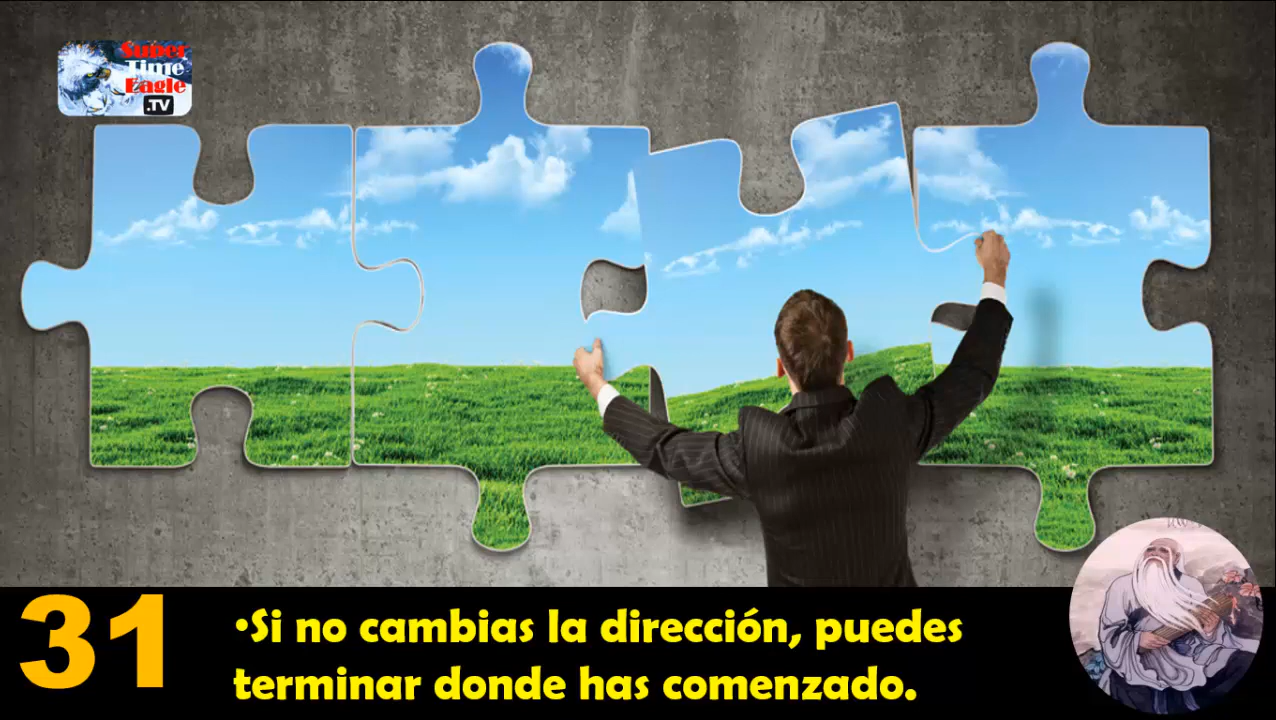 Super
Time
Eagle
.TV
31
•Si no cambias la dirección, puedes
terminar donde has comenzado.